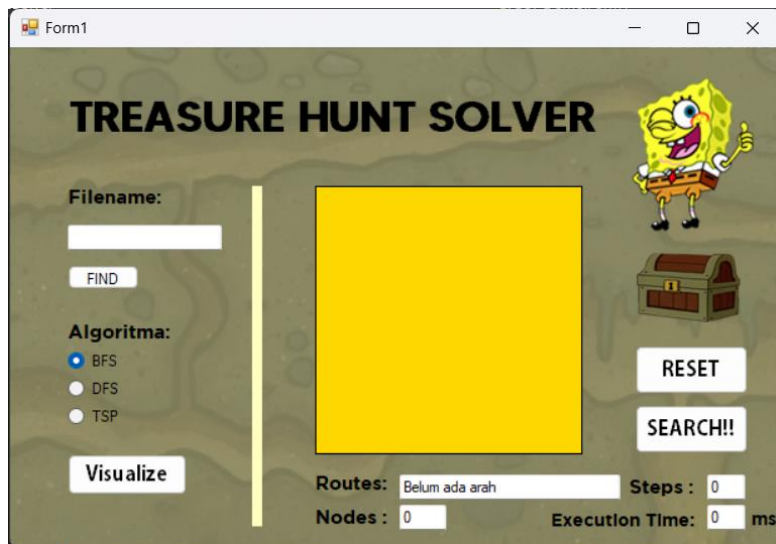 Form1
TREASURE HUNT SOLVER
Filename:
FIND
Algoritma:
BFS
DFS
TSP
Visualize
RESET
SEARCH!!
Routes: Belum ada arah Steps : 0
Nodes : 0 Execution Time: 0 ms